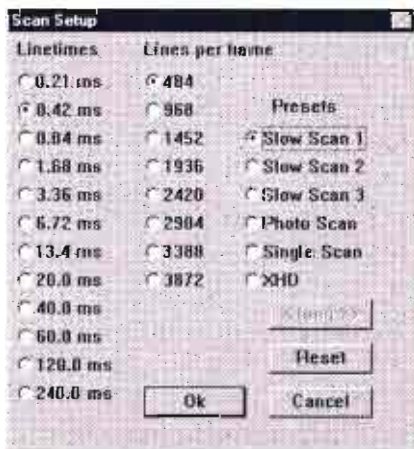 Scan Setup
Linetimes
0.21 ms
0.42 ms
0.84 ms
1.68 ms
3.36 ms
6.72 ms
13.4 ms
20.0 ms
40.0 ms
60.0 ms
120.0 ms
240.0 ms
Lines per frame
484
968
1452
1936
2420
2904
3388
3872
Presets
Slow Scan 1
Slow Scan 2
Slow Scan 3
Photo Scan
Single Scan
XHD
Reset
Ok
Cancel